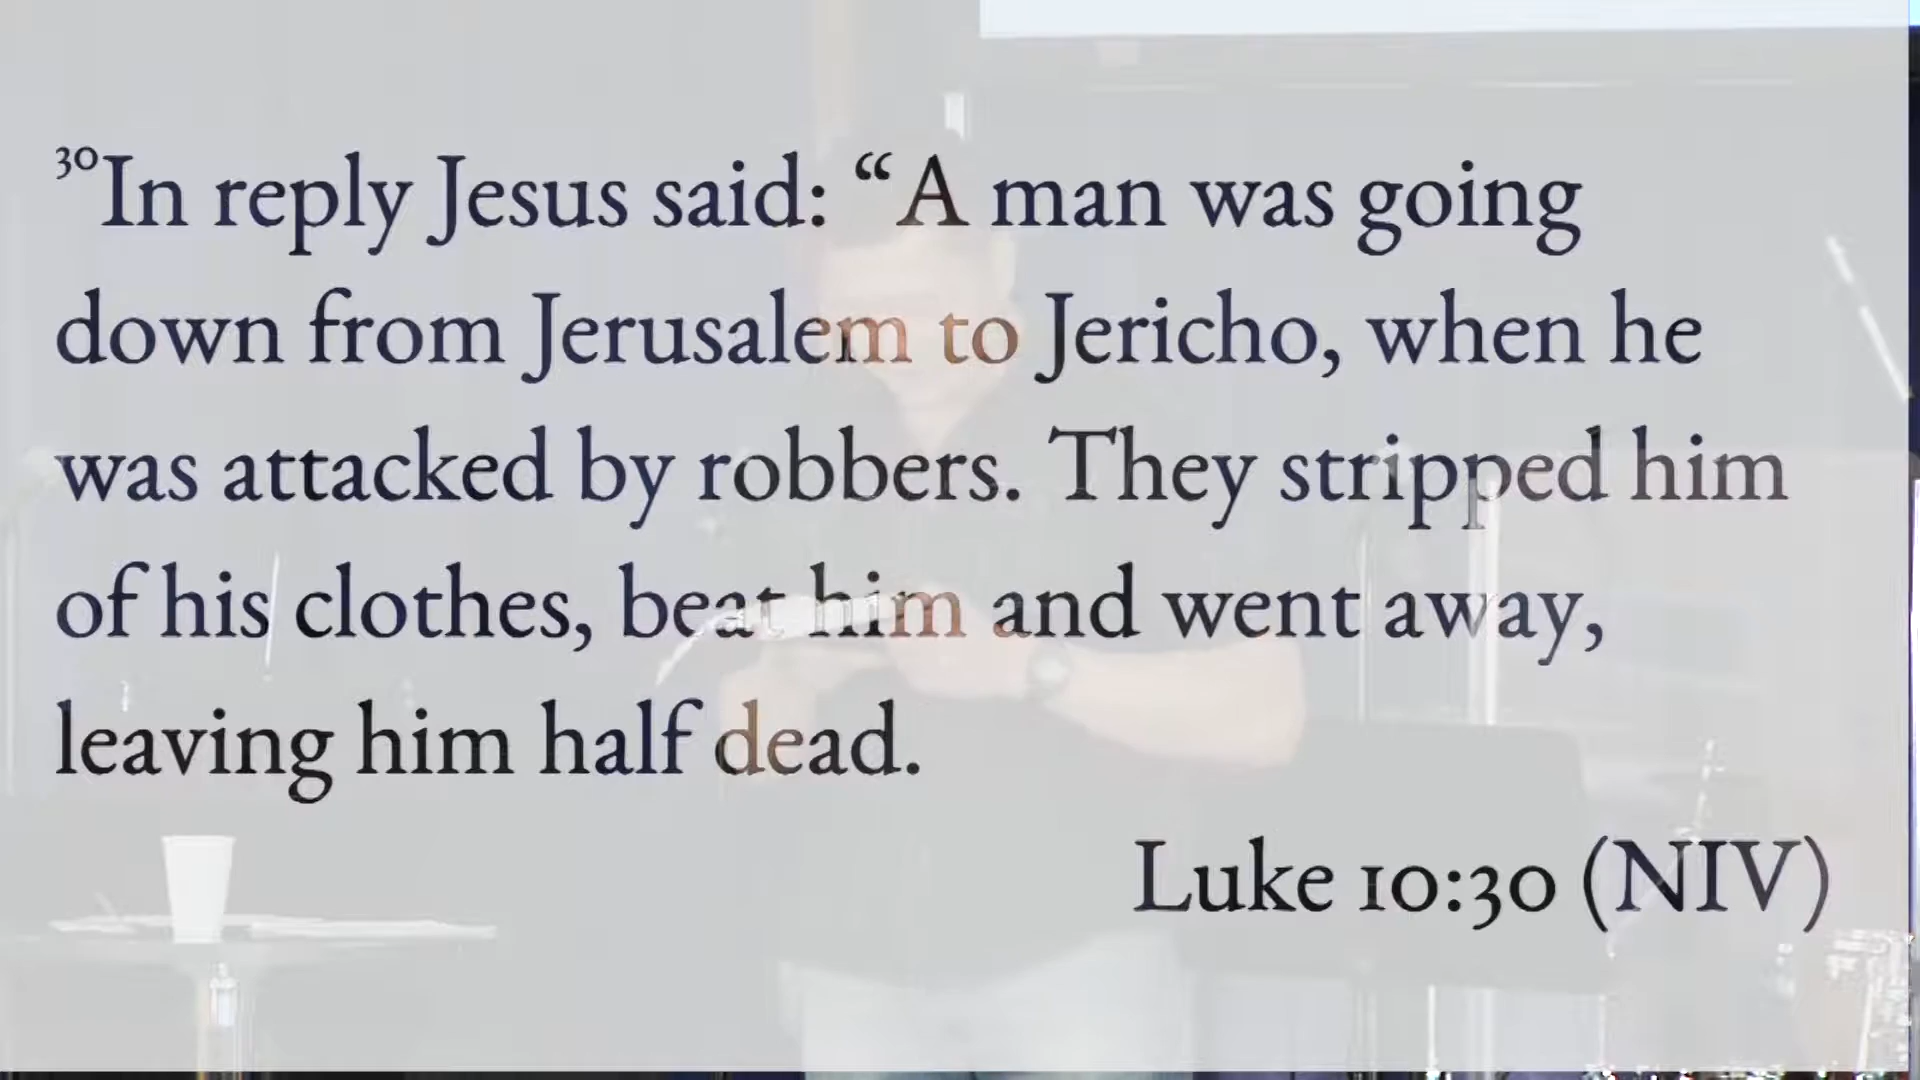 ³⁰In reply Jesus said: “A man was going
down from Jerusalem to Jericho, when he
was attacked by robbers. They stripped him
of his clothes, beat him and went away,
leaving him half dead.
Luke 10:30 (NIV)